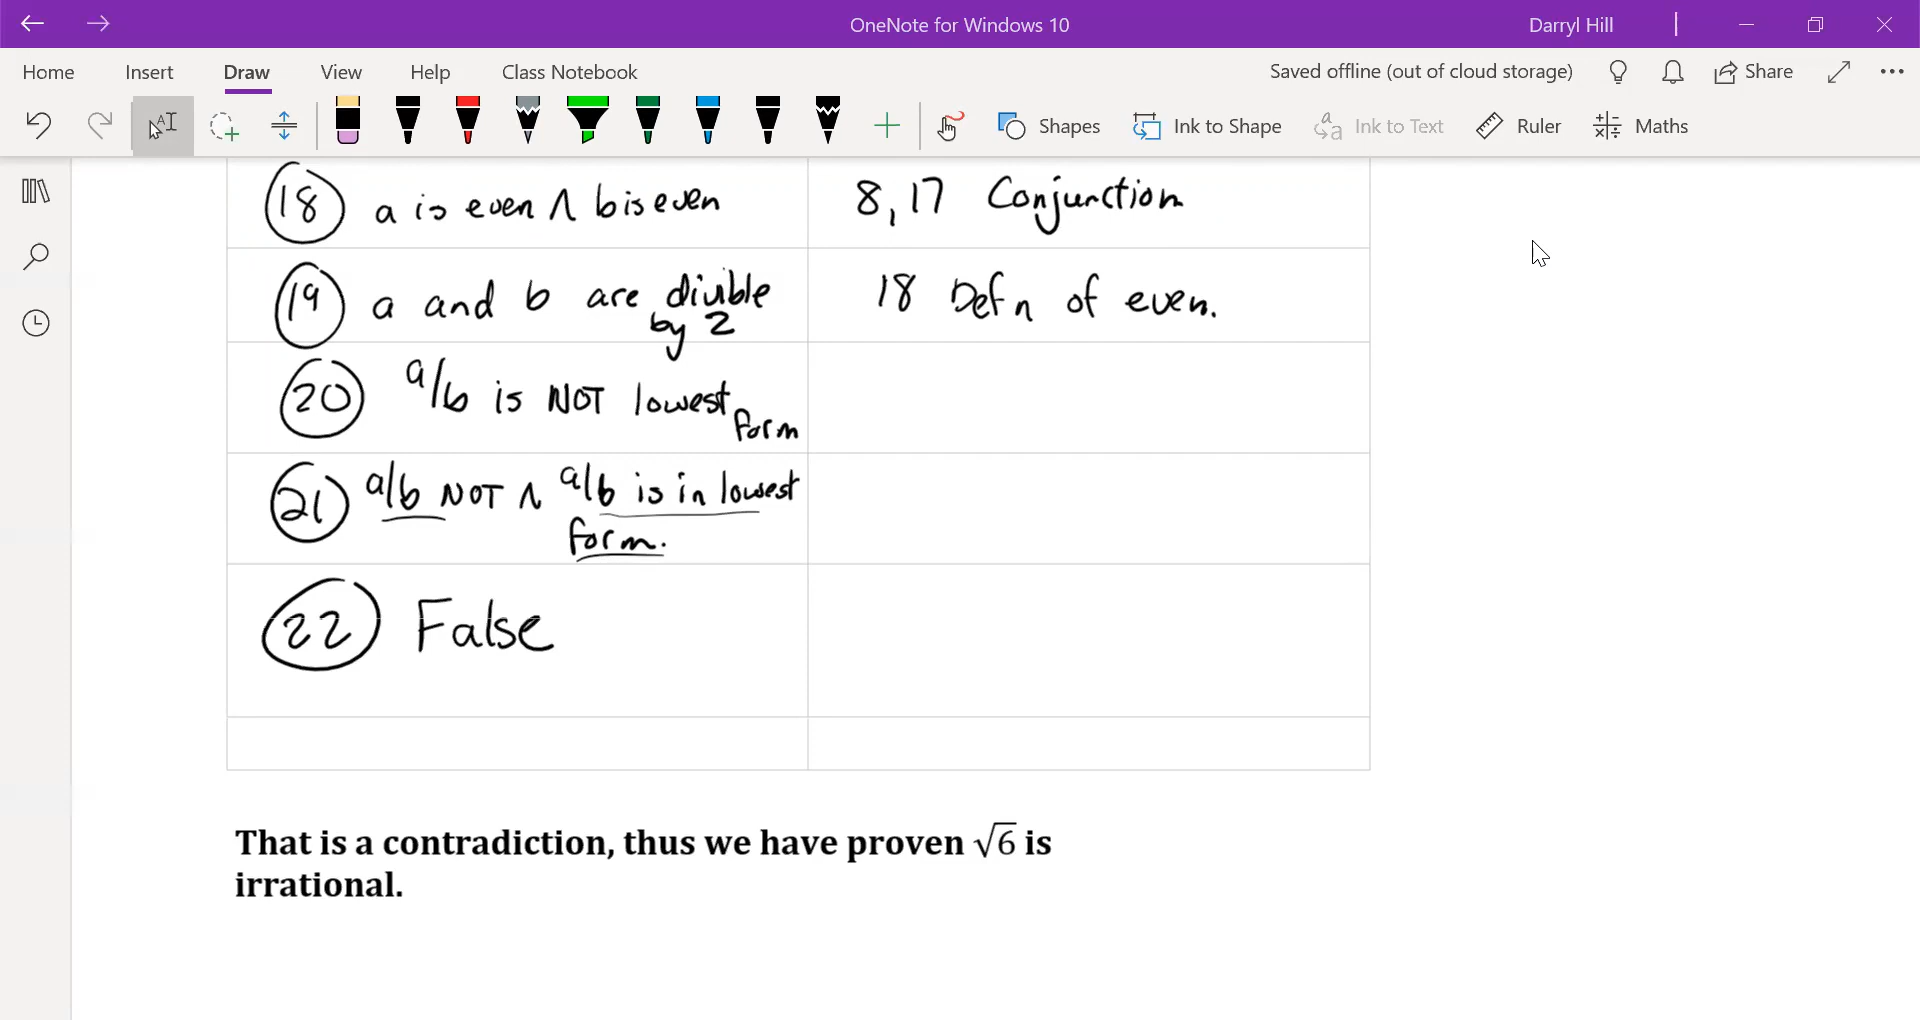 OneNote for Windows 10
Darryl Hill
Home Insert Draw View Help Class Notebook
Saved offline (out of cloud storage) Share
Shapes Ink to Shape Ink to Text Ruler Maths
18 a is even ∧ b is even 8, 17 Conjunction
19 a and b are divible 18 Defn of even.
by 2
20 a/b is NOT lowest
form
21 a/b NOT ∧ a/b is in lowest
form.
22 False
That is a contradiction, thus we have proven √6 is
irrational.